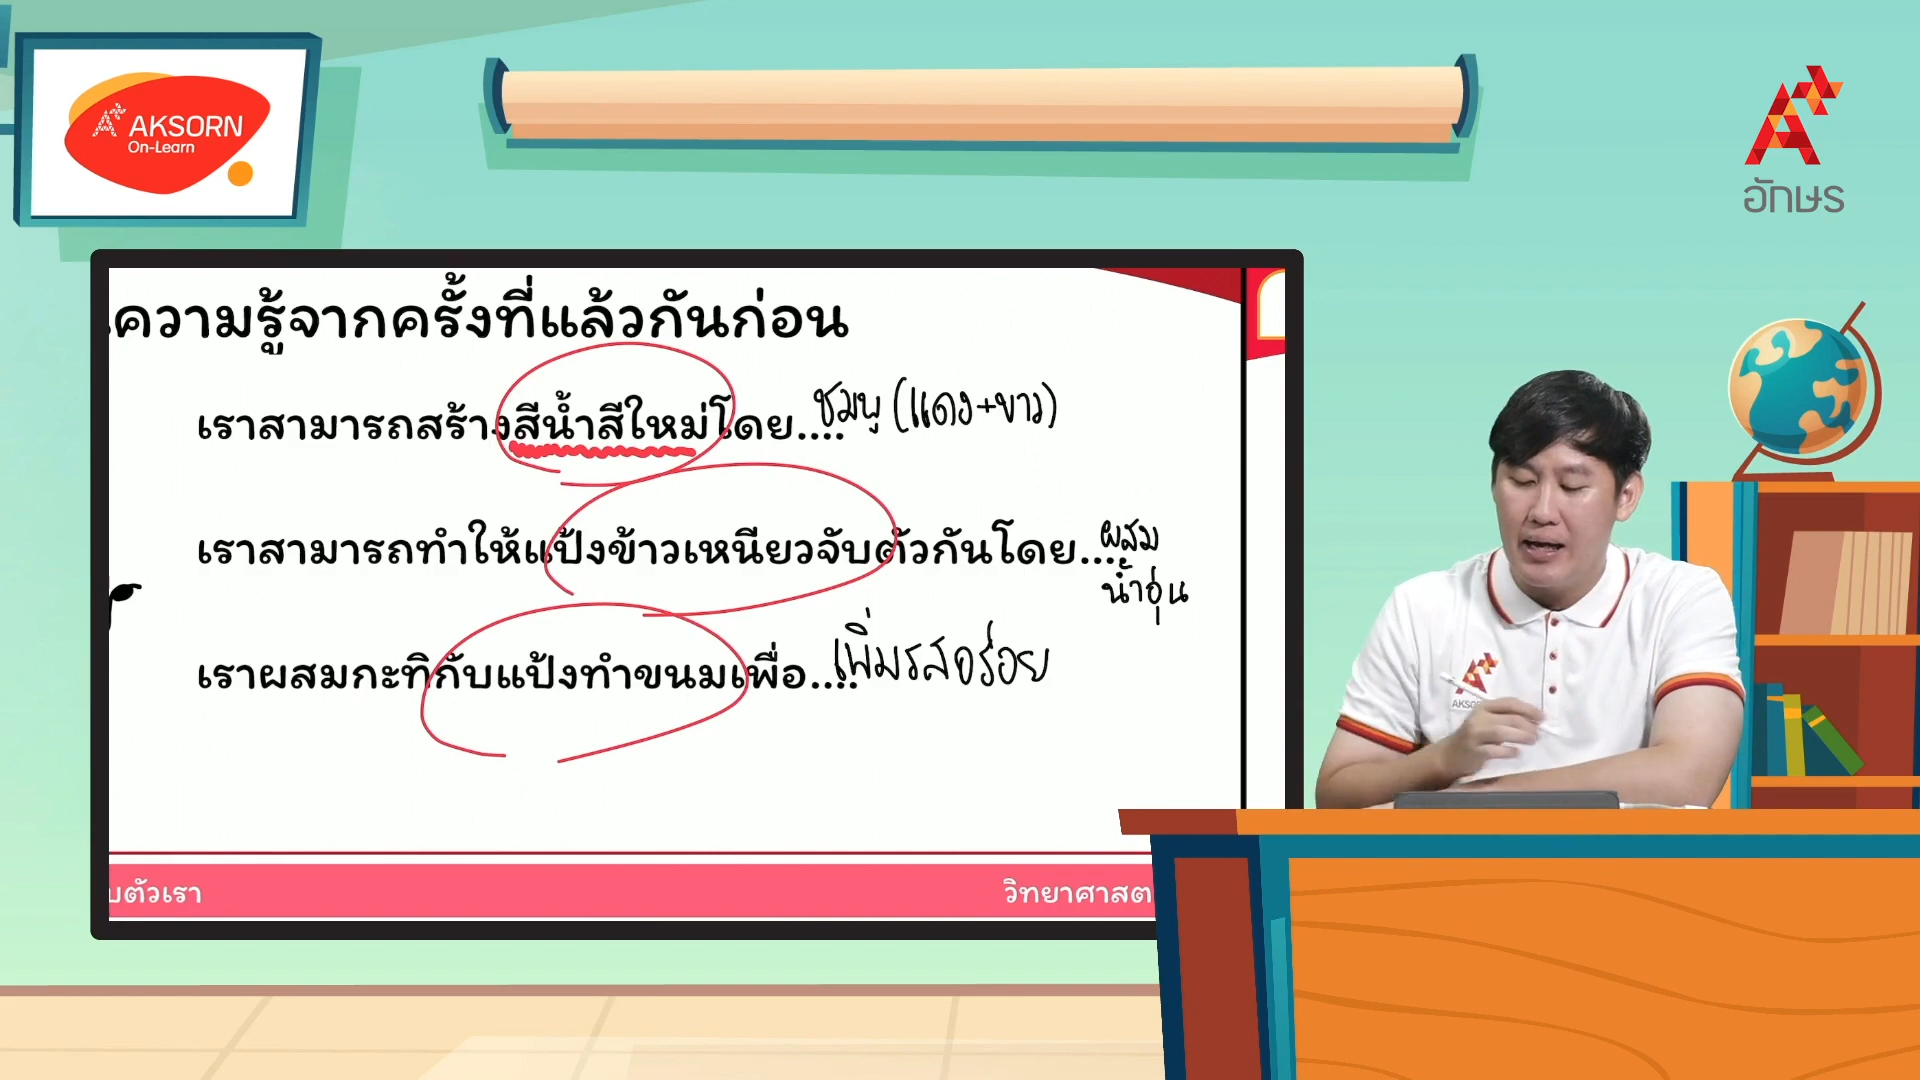 AKSORN
On-Learn
อักษร
ความรู้จากครั้งที่แล้วกันก่อน
เราสามารถสร้างสีน้ำสีใหม่โดย.... ชมพู (แดง+ขาว)
เราสามารถทำให้แป้งข้าวเหนียวจับตัวกันโดย.... ผสม
น้ำอุ่น
เราผสมกะทิกับแป้งทำขนมเพื่อ.... เพิ่มรสอร่อย
บตัวเรา
วิทยาศาสต